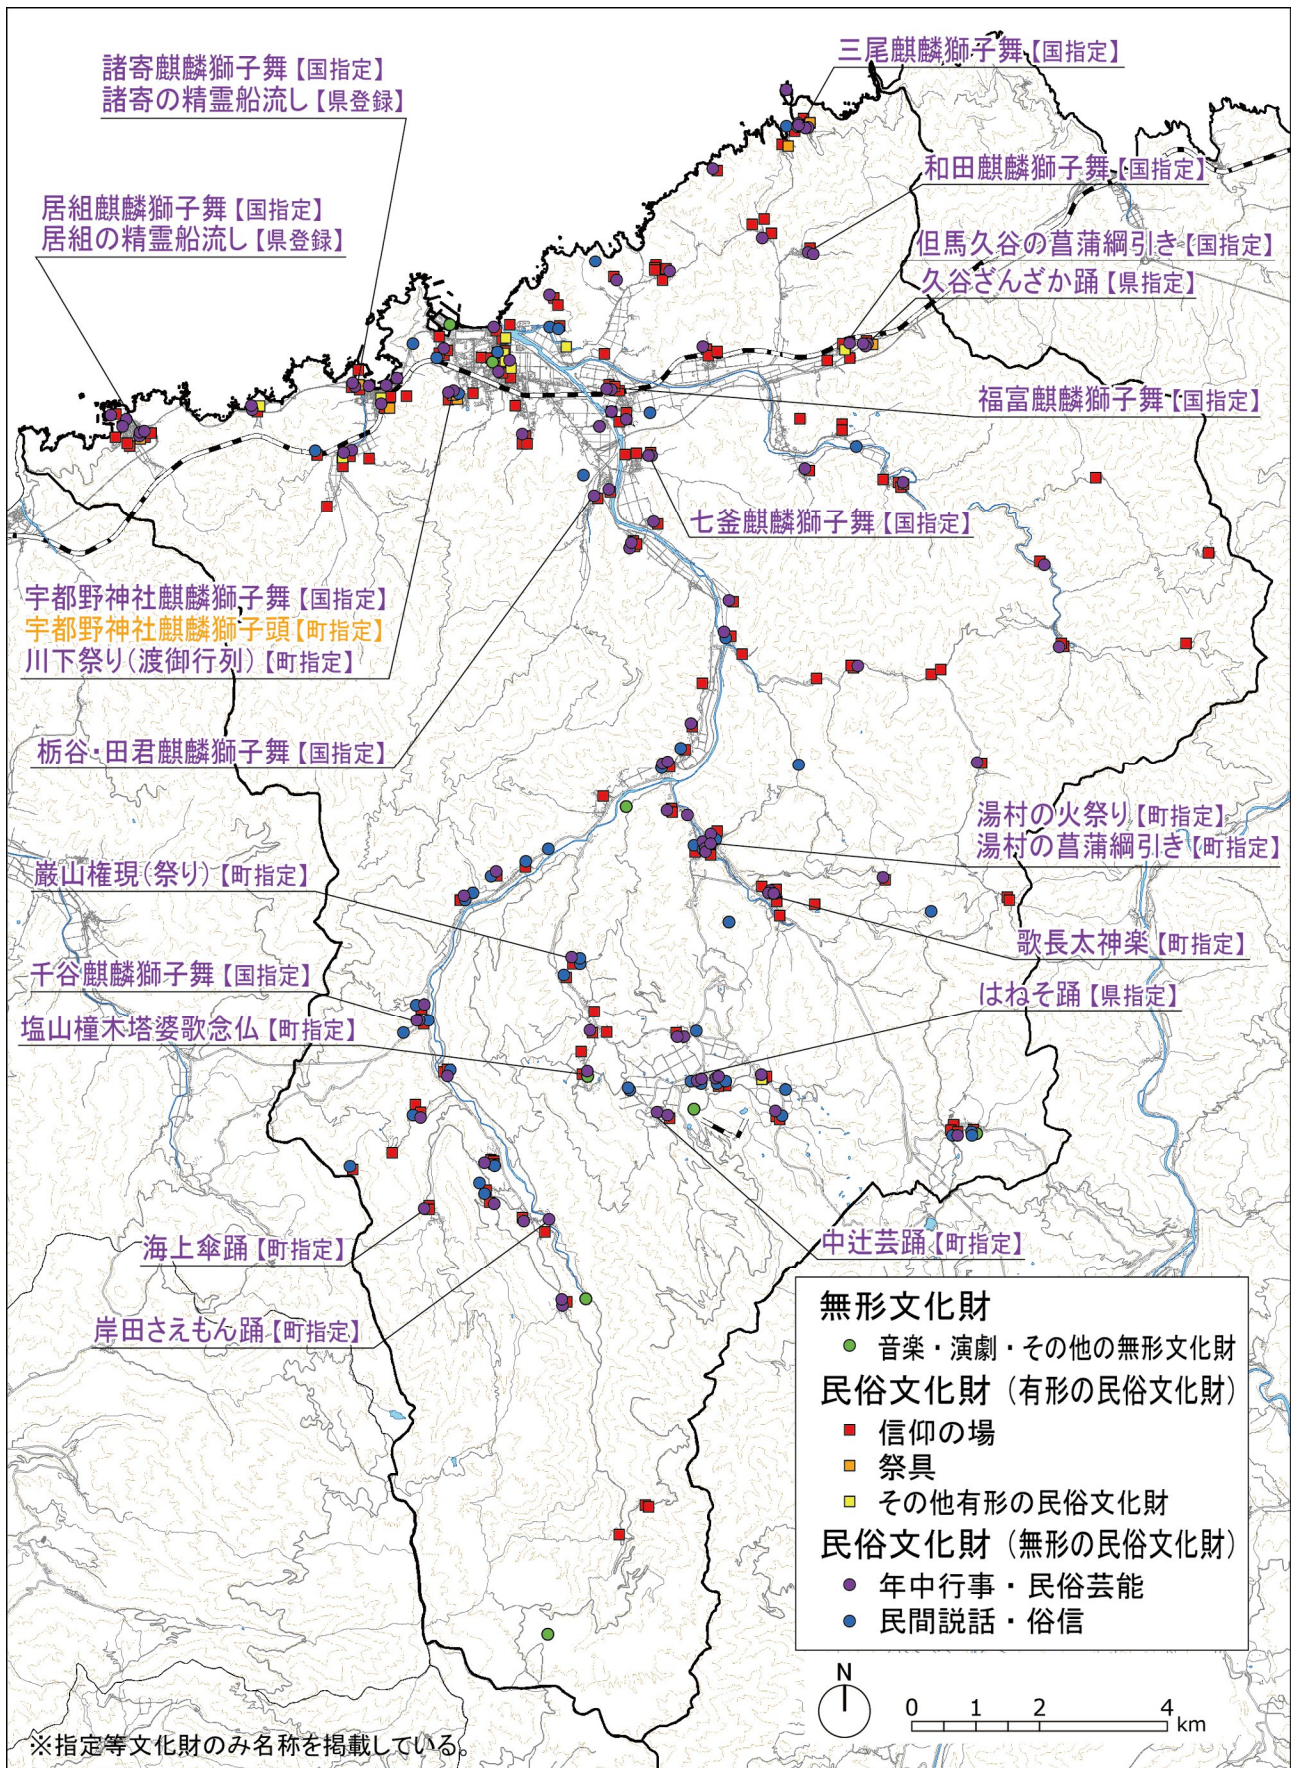 三尾麒麟獅子舞【国指定】
諸寄麒麟獅子舞【国指定】
諸寄の精霊船流し【県登録】
和田麒麟獅子舞【国指定】
居組麒麟獅子舞【国指定】
居組の精霊船流し【県登録】
但馬久谷の菖蒲綱引き【国指定】
久谷ざんざか踊【県指定】
福富麒麟獅子舞【国指定】
七釜麒麟獅子舞【国指定】
宇都野神社麒麟獅子舞【国指定】
宇都野神社麒麟獅子頭【町指定】
川下祭り(渡御行列)【町指定】
栃谷・田君麒麟獅子舞【国指定】
湯村の火祭り【町指定】
湯村の菖蒲綱引き【町指定】
巌山権現(祭り)【町指定】
歌長太神楽【町指定】
千谷麒麟獅子舞【国指定】
はねそ踊【県指定】
塩山橦木塔婆歌念仏【町指定】
海上傘踊【町指定】
中辻芸踊【町指定】
岸田さえもん踊【町指定】
無形文化財
音楽・演劇・その他の無形文化財
民俗文化財(有形の民俗文化財)
信仰の場
祭具
その他有形の民俗文化財
民俗文化財(無形の民俗文化財)
年中行事・民俗芸能
民間説話・俗信
N
0 1 2 4
km
※指定等文化財のみ名称を掲載している。